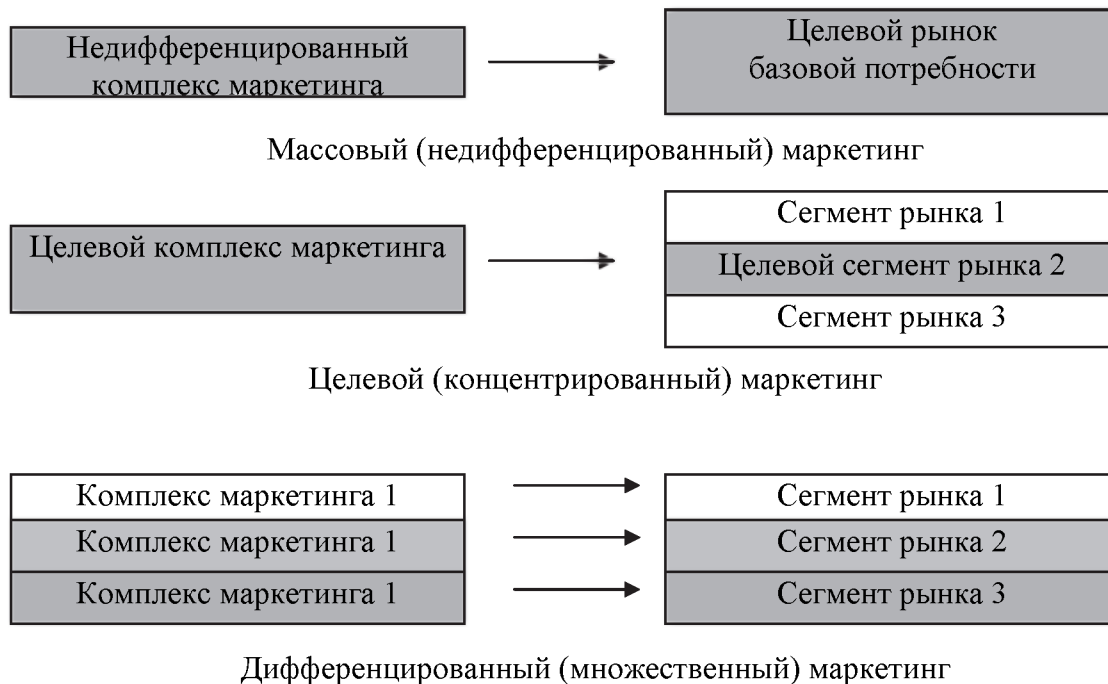 Недифференцированный
комплекс маркетинга
Целевой рынок
базовой потребности
Массовый (недифференцированный) маркетинг
Целевой комплекс маркетинга
Сегмент рынка 1
Целевой сегмент рынка 2
Сегмент рынка 3
Целевой (концентрированный) маркетинг
Комплекс маркетинга 1
Сегмент рынка 1
Комплекс маркетинга 1
Сегмент рынка 2
Комплекс маркетинга 1
Сегмент рынка 3
Дифференцированный (множественный) маркетинг